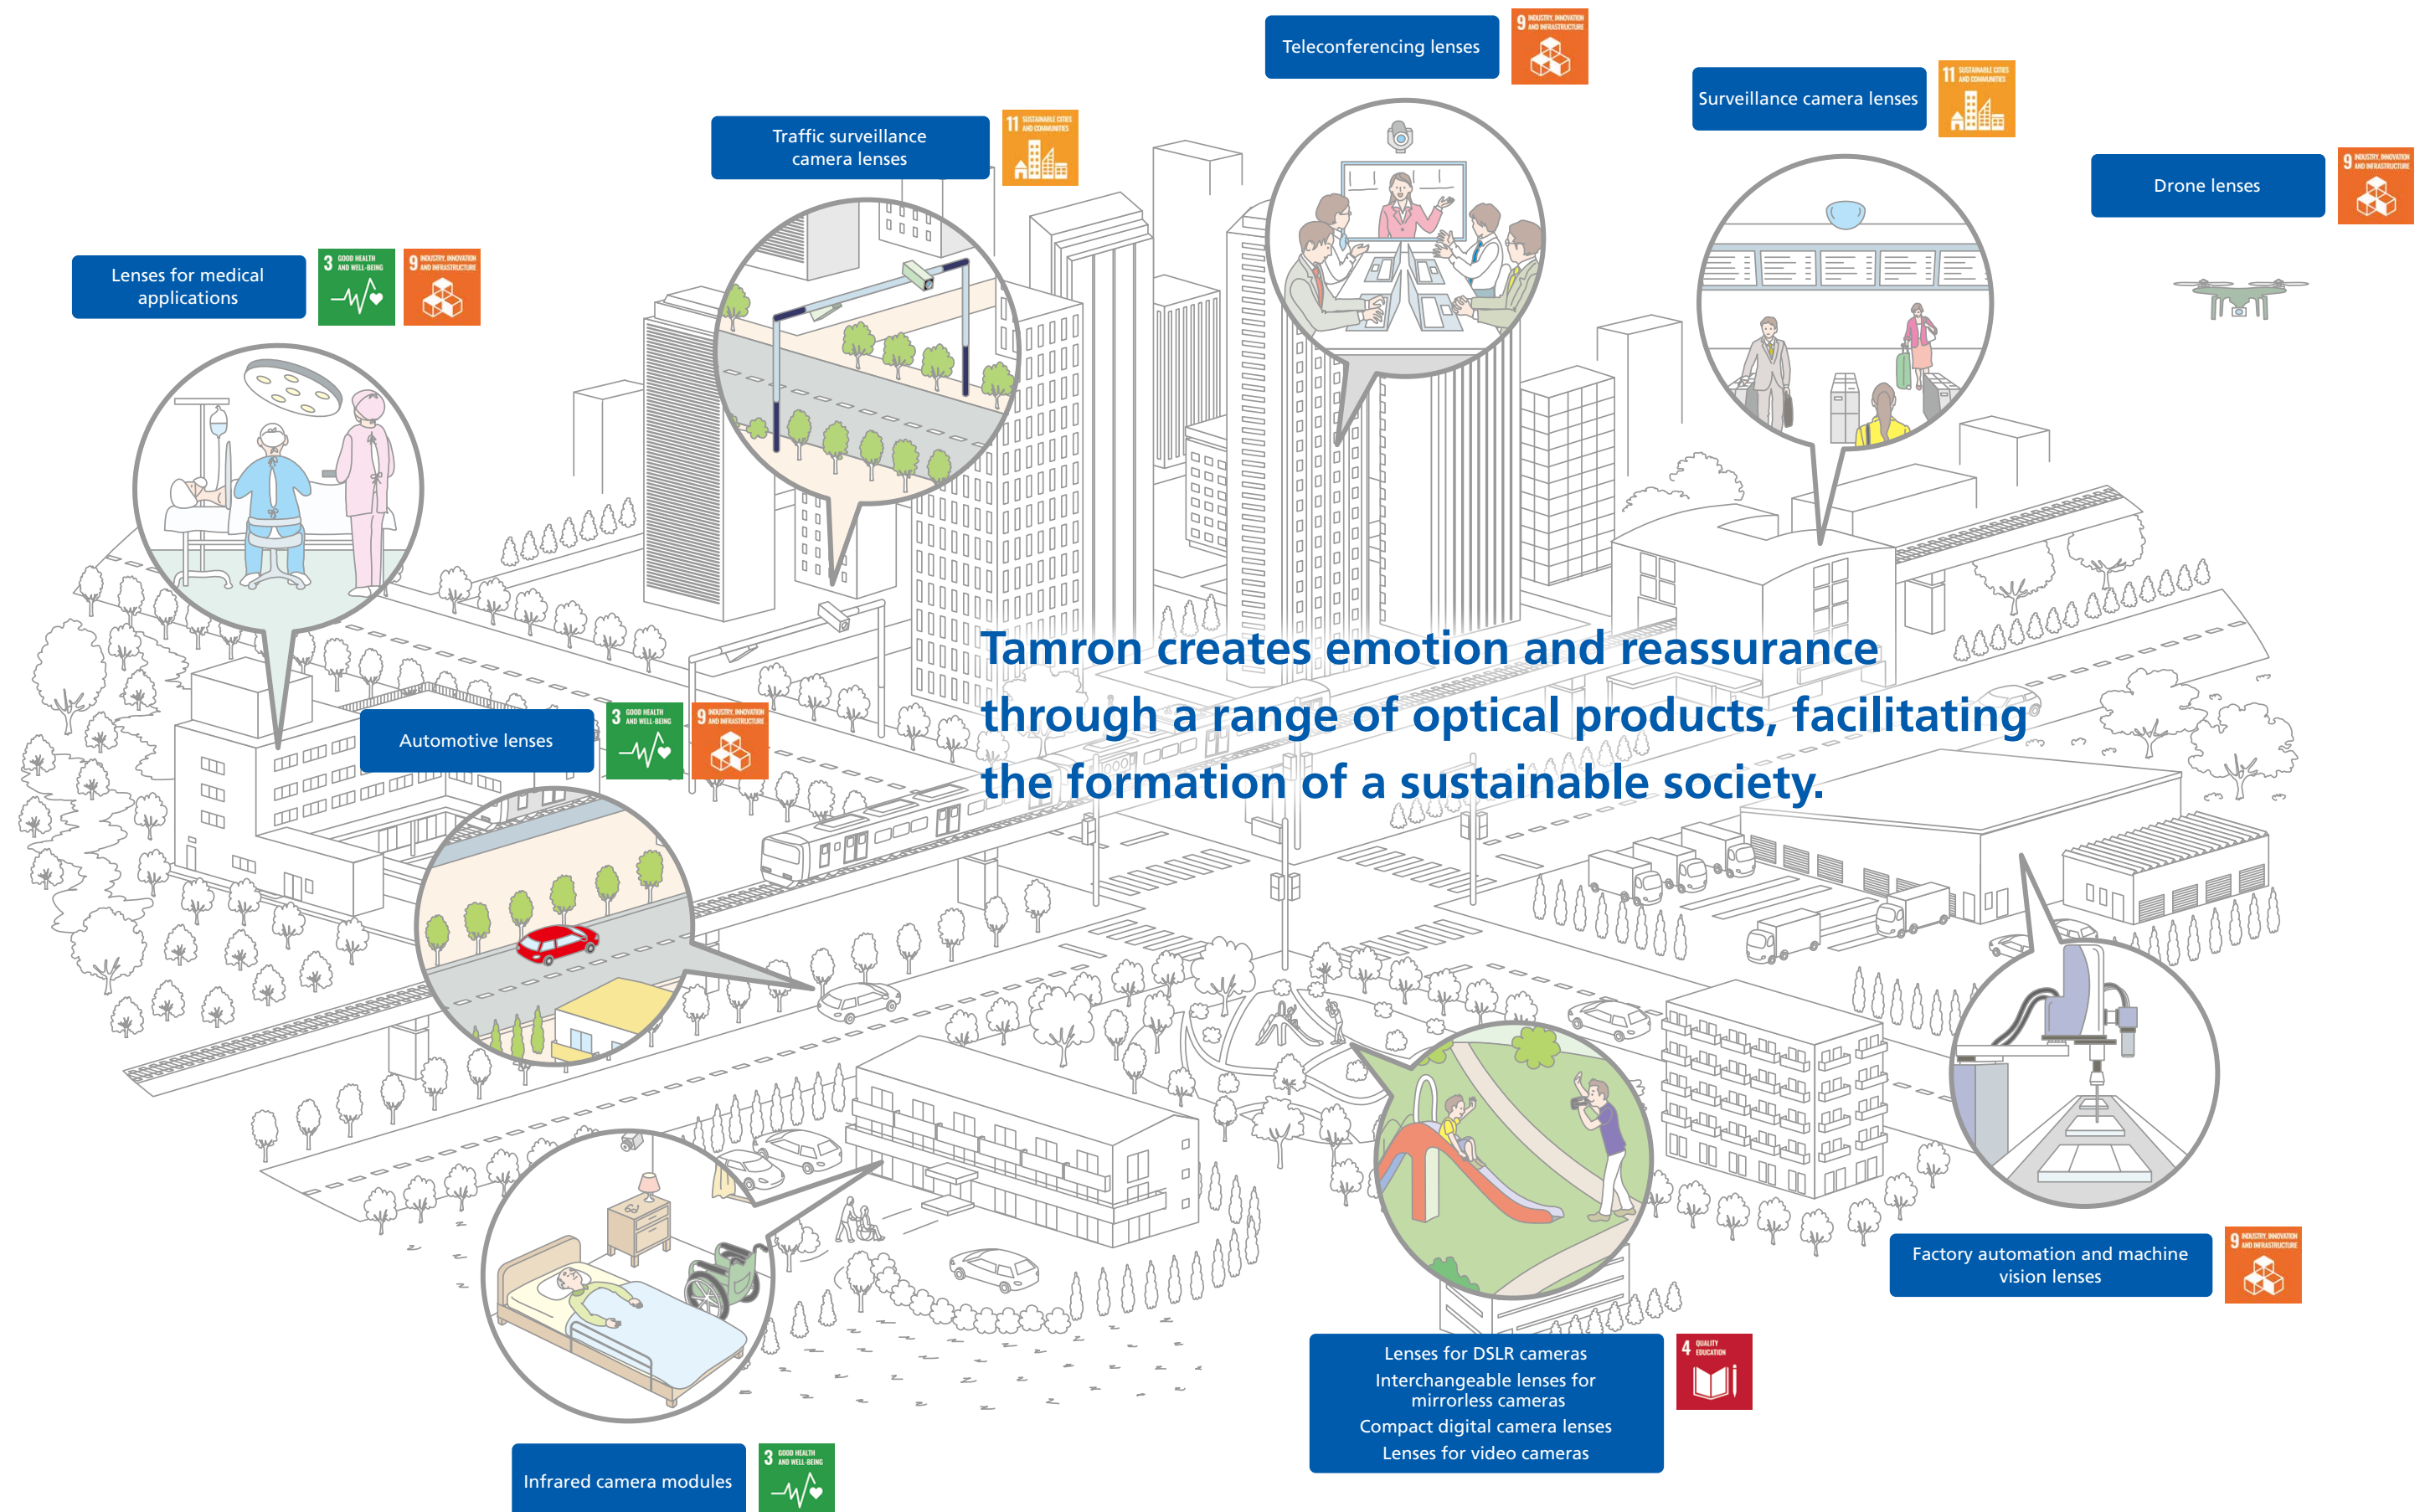 Teleconferencing lenses
9 INDUSTRY, INNOVATION
AND INFRASTRUCTURE
Surveillance camera lenses
11 SUSTAINABLE CITIES
AND COMMUNITIES
Traffic surveillance
camera lenses
11 SUSTAINABLE CITIES
AND COMMUNITIES
Drone lenses
9 INDUSTRY, INNOVATION
AND INFRASTRUCTURE
Lenses for medical
applications
3 GOOD HEALTH
AND WELL-BEING
9 INDUSTRY, INNOVATION
AND INFRASTRUCTURE
Tamron creates emotion and reassurance
through a range of optical products, facilitating
the formation of a sustainable society.
Automotive lenses
3 GOOD HEALTH
AND WELL-BEING
9 INDUSTRY, INNOVATION
AND INFRASTRUCTURE
Factory automation and machine
vision lenses
9 INDUSTRY, INNOVATION
AND INFRASTRUCTURE
Lenses for DSLR cameras
Interchangeable lenses for
mirrorless cameras
Compact digital camera lenses
Lenses for video cameras
4 QUALITY
EDUCATION
Infrared camera modules
3 GOOD HEALTH
AND WELL-BEING